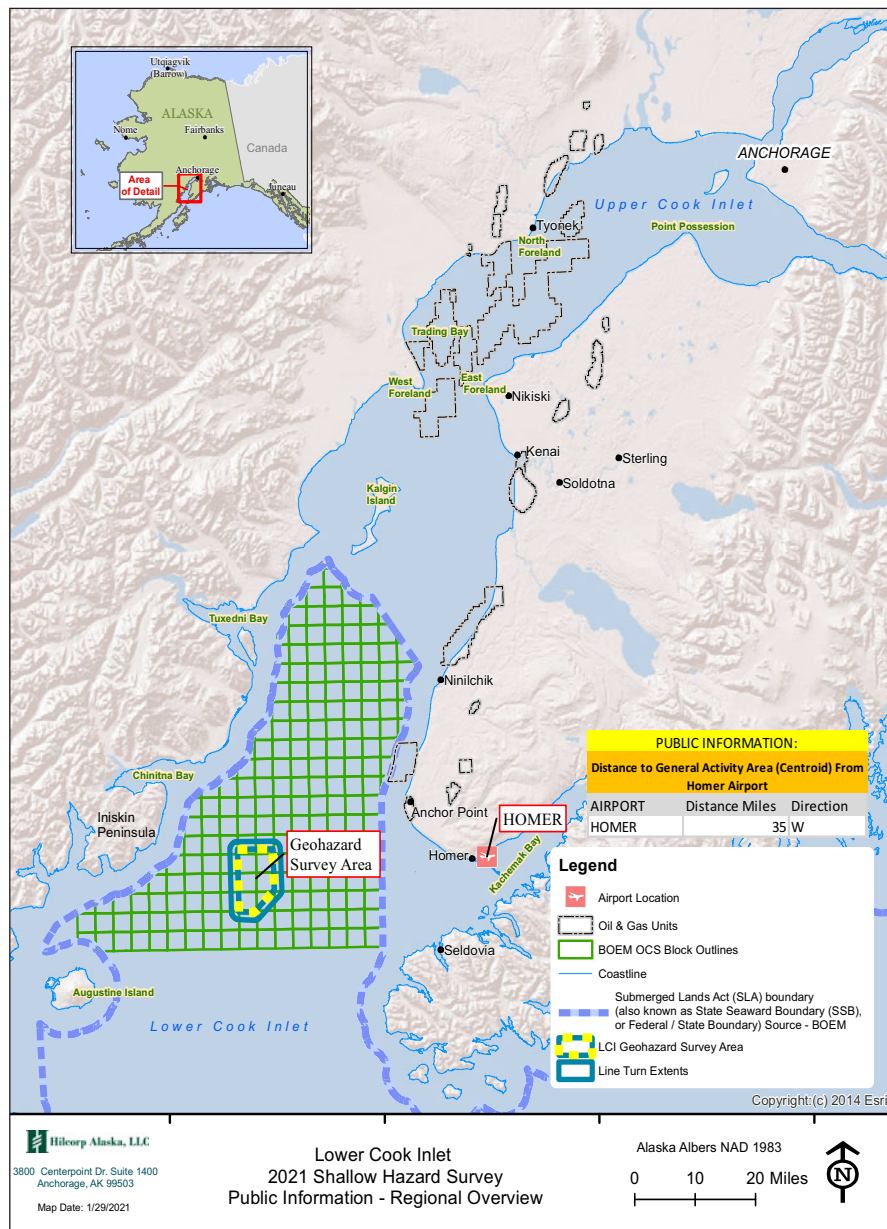 Utqiagvik
(Barrow)
ALASKA
Nome
Fairbanks
Canada
Anchorage
Area
of Detail
Juneau
ANCHORAGE
Upper Cook Inlet
Tyonek
North
Foreland
Point Possession
Trading Bay
West
Foreland
East
Foreland
Nikiski
Kenai
Sterling
Soldotna
Kalgin
Island
Tuxedni Bay
Ninilchik
PUBLIC INFORMATION:
Distance to General Activity Area (Centroid) From
Homer Airport
AIRPORT Distance Miles Direction
HOMER 35 W
Chinitna Bay
Iniskin
Peninsula
Anchor Point
HOMER
Geohazard
Survey Area
Homer
Kachemak Bay
Seldovia
Augustine Island
Lower Cook Inlet
Legend
Airport Location
Oil & Gas Units
BOEM OCS Block Outlines
Coastline
Submerged Lands Act (SLA) boundary
(also known as State Seaward Boundary (SSB),
or Federal / State Boundary) Source - BOEM
LCI Geohazard Survey Area
Line Turn Extents
Copyright:(c) 2014 Esri
Hilcorp Alaska, LLC
3800 Centerpoint Dr. Suite 1400
Anchorage, AK 99503
Map Date: 1/29/2021
Lower Cook Inlet
2021 Shallow Hazard Survey
Public Information - Regional Overview
Alaska Albers NAD 1983
0 10 20 Miles
N